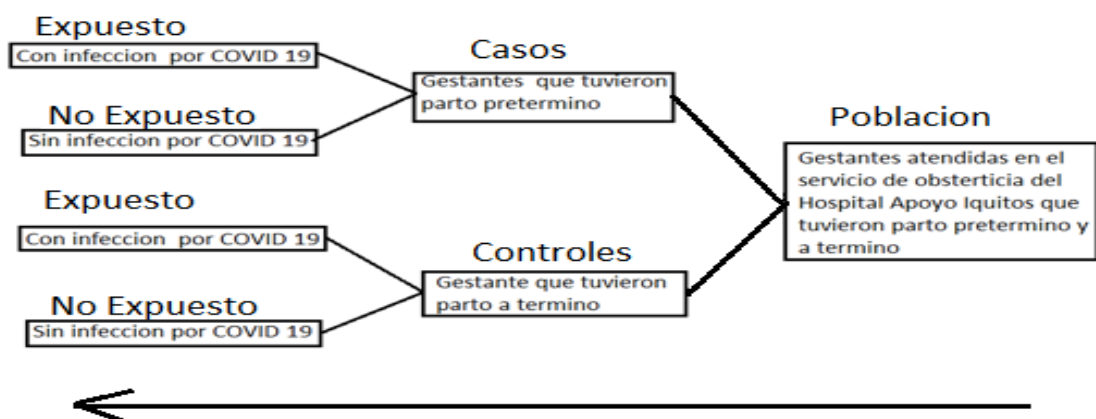 Expuesto
Con infeccion por COVID 19
No Expuesto
Sin infeccion por COVID 19
Expuesto
Con infeccion por COVID 19
No Expuesto
Sin infeccion por COVID 19
Casos
Gestantes que tuvieron
parto pretermino
Controles
Gestante que tuvieron
parto a termino
Poblacion
Gestantes atendidas en el
servicio de obsterticia del
Hospital Apoyo Iquitos que
tuvieron parto pretermino y
a termino